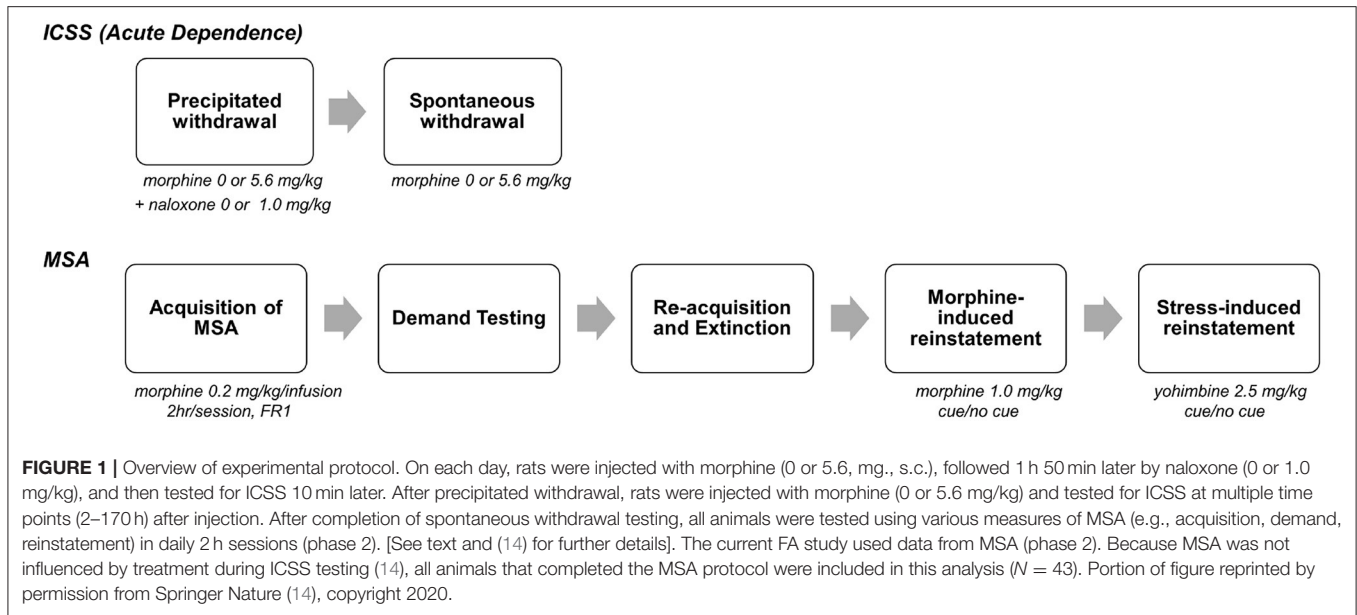 ICSS (Acute Dependence)
Precipitated
withdrawal
Spontaneous
withdrawal
morphine 0 or 5.6 mg/kg
+ naloxone 0 or 1.0 mg/kg
morphine 0 or 5.6 mg/kg
MSA
Acquisition of
MSA
Demand Testing
Re-acquisition
and Extinction
Morphine-
induced
reinstatement
Stress-induced
reinstatement
morphine 0.2 mg/kg/infusion
2hr/session, FR1
morphine 1.0 mg/kg
cue/no cue
yohimbine 2.5 mg/kg
cue/no cue
FIGURE 1 | Overview of experimental protocol. On each day, rats were injected with morphine (0 or 5.6, mg., s.c.), followed 1 h 50 min later by naloxone (0 or 1.0
mg/kg), and then tested for ICSS 10 min later. After precipitated withdrawal, rats were injected with morphine (0 or 5.6 mg/kg) and tested for ICSS at multiple time
points (2–170 h) after injection. After completion of spontaneous withdrawal testing, all animals were tested using various measures of MSA (e.g., acquisition, demand,
reinstatement) in daily 2 h sessions (phase 2). [See text and (14) for further details]. The current FA study used data from MSA (phase 2). Because MSA was not
influenced by treatment during ICSS testing (14), all animals that completed the MSA protocol were included in this analysis (N = 43). Portion of figure reprinted by
permission from Springer Nature (14), copyright 2020.